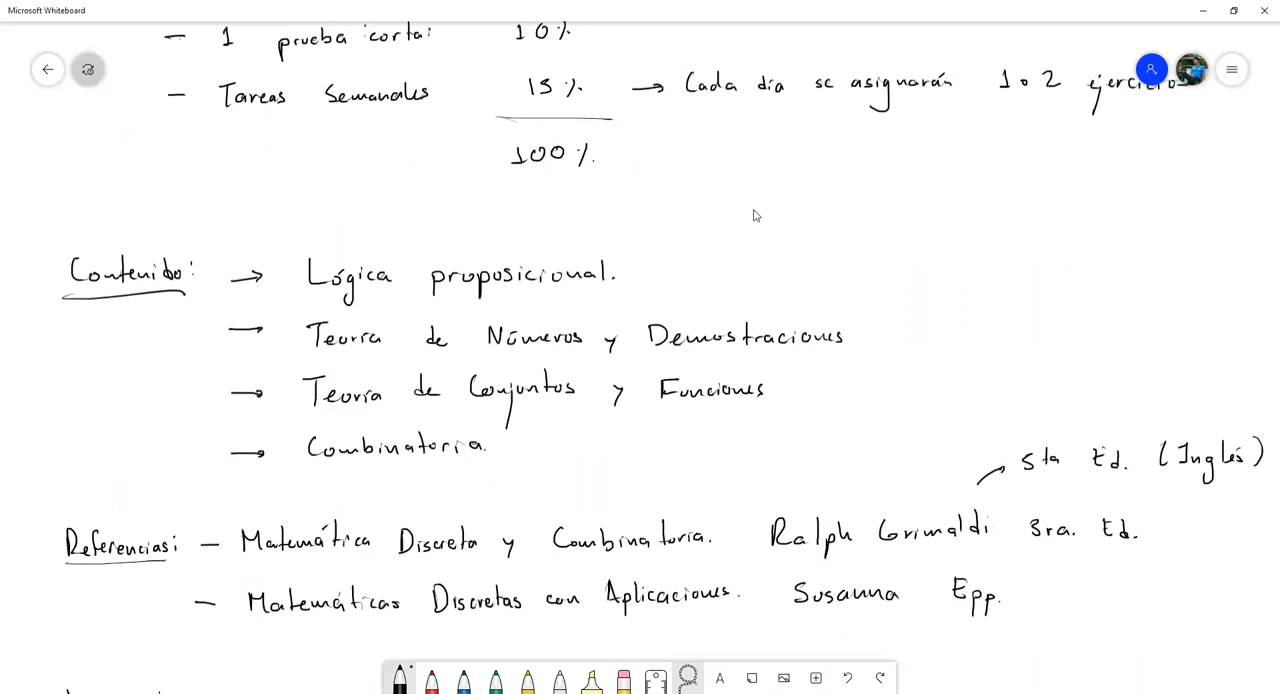 Microsoft Whiteboard
– 1 prueba corta: 10%
– Tareas Semanales 15% → Cada día se asignarán 1 o 2 ejercicios
100%.
Contenido: → Lógica proposicional.
→ Teoría de Números y Demostraciones
→ Teoría de Conjuntos y Funciones
→ Combinatoria.
5ta Ed. (Inglés)
Referencias: – Matemática Discreta y Combinatoria. Ralph Grimaldi 3ra. Ed.
– Matemáticas Discretas con Aplicaciones. Susanna Epp.